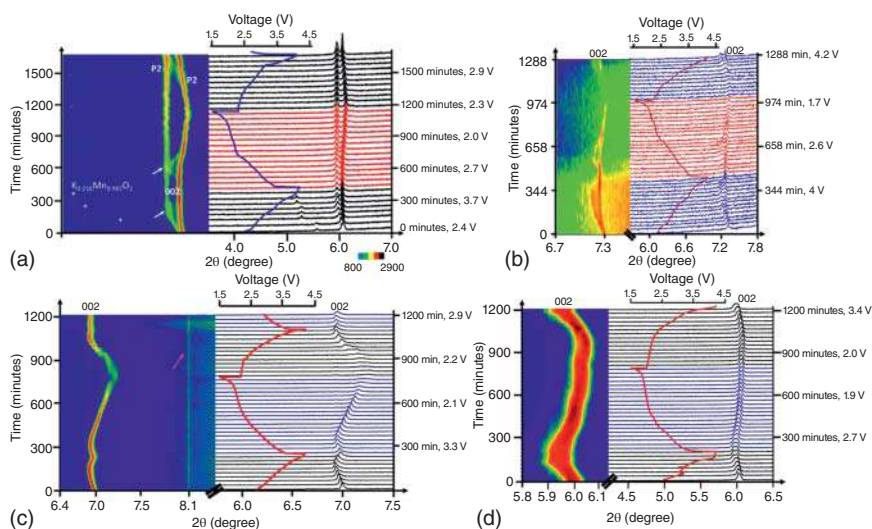 Voltage (V)
1.5 2.5 3.5 4.5
P2
P2
002
1500
1200
900
600
300
0
Time (minutes)
1500 minutes, 2.9 V
1200 minutes, 2.3 V
900 minutes, 2.0 V
600 minutes, 2.7 V
300 minutes, 3.7 V
0 minutes, 2.4 V
4.0 5.0 6.0 7.0
2θ (degree)
800 2900
(a)
Voltage (V)
1.5 2.5 3.5 4.5
002
002
1288
974
658
344
0
Time (minutes)
1288 min, 4.2 V
974 min, 1.7 V
658 min, 2.6 V
344 min, 4 V
6.7 7.3 6.0 6.6 7.2 7.8
2θ (degree)
(b)
Voltage (V)
1.5 2.5 3.5 4.5
002
002
1200
900
600
300
0
Time (minutes)
1200 min, 2.9 V
900 min, 2.2 V
600 min, 2.1 V
300 min, 3.3 V
6.4 7.0 7.5 8.1 6.0 6.5 7.0 7.5
2θ (degree)
(c)
Voltage (V)
1.5 2.5 3.5 4.5
002
002
1200
900
600
300
0
Time (minutes)
1200 minutes, 3.4 V
900 minutes, 2.0 V
600 minutes, 1.9 V
300 minutes, 2.7 V
5.8 5.9 6.0 6.1 4.5 5.0 6.0 6.5
2θ (degree)
(d)